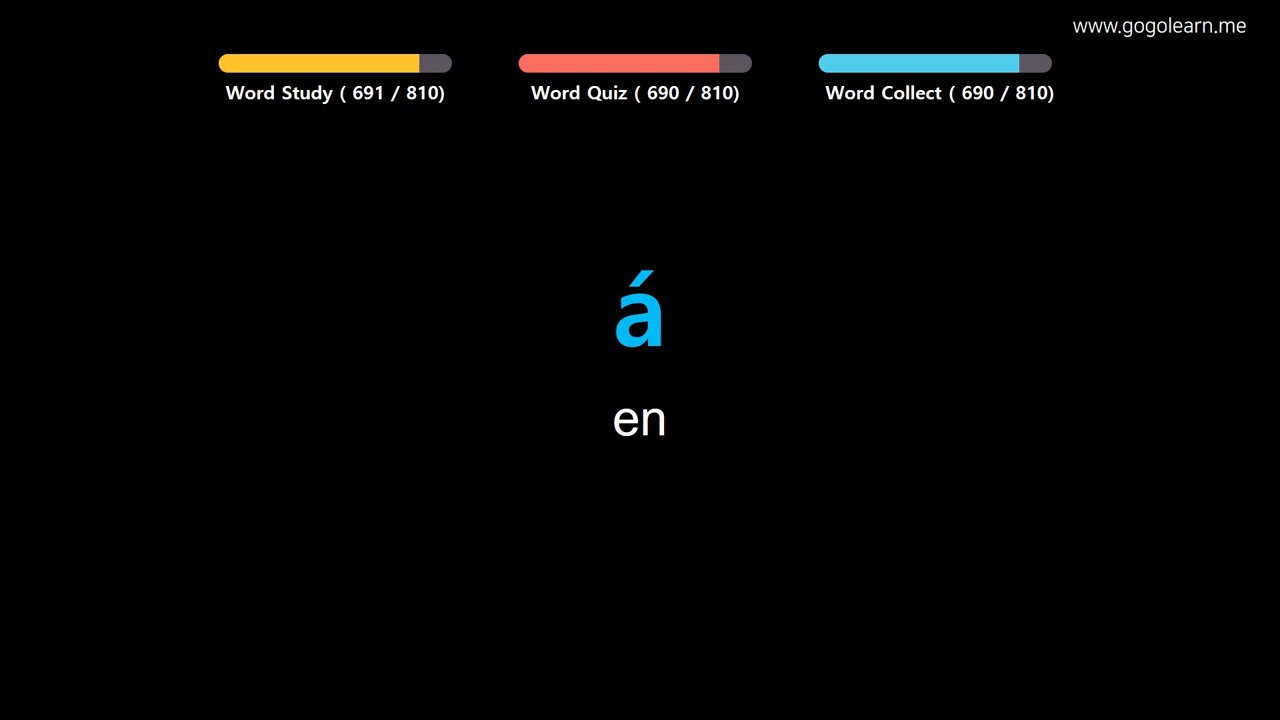 www.gogolearn.me
Word Study ( 691 / 810)
Word Quiz ( 690 / 810)
Word Collect ( 690 / 810)
á
en